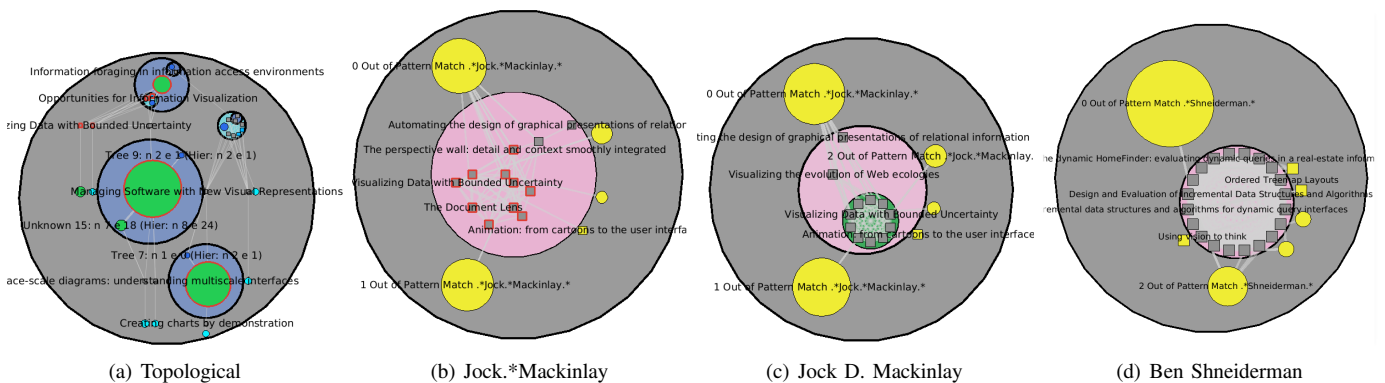 Information foraging in information access environments
Opportunities for Information Visualization
zing Data with Bounded Uncertainty
Tree 9: n 2 e 1 (Hier: n 2 e 1)
Managing Software with New Visual Representations
Unknown 15: n 7 e 18 (Hier: n 8 e 24)
Tree 7: n 1 e 0 (Hier: n 2 e 1)
ace-scale diagrams: understanding multiscale interfaces
Creating charts by demonstration
(a) Topological
0 Out of Pattern Match .*Jock.*Mackinlay.*
Automating the design of graphical presentations of relation
The perspective wall: detail and context smoothly integrated
Visualizing Data with Bounded Uncertainty
The Document Lens
Animation: from cartoons to the user interfa
1 Out of Pattern Match .*Jock.*Mackinlay.*
(b) Jock.*Mackinlay
0 Out of Pattern Match .*Jock.*Mackinlay.*
ting the design of graphical presentations of relational information
2 Out of Pattern Match .*Jock.*Mackinlay.
Visualizing the evolution of Web ecologies
Visualizing Data with Bounded Uncertainty
Animation: from cartoons to the user interface
1 Out of Pattern Match .*Jock.*Mackinlay.*
(c) Jock D. Mackinlay
0 Out of Pattern Match .*Shneiderman.*
he dynamic HomeFinder: evaluating dynamic queries in a real-estate inform
Ordered Treemap Layouts
Design and Evaluation of Incremental Data Structures and Algorithms
remental data structures and algorithms for dynamic query interfaces
Using vision to think
2 Out of Pattern Match .*Shneiderman.*
(d) Ben Shneiderman